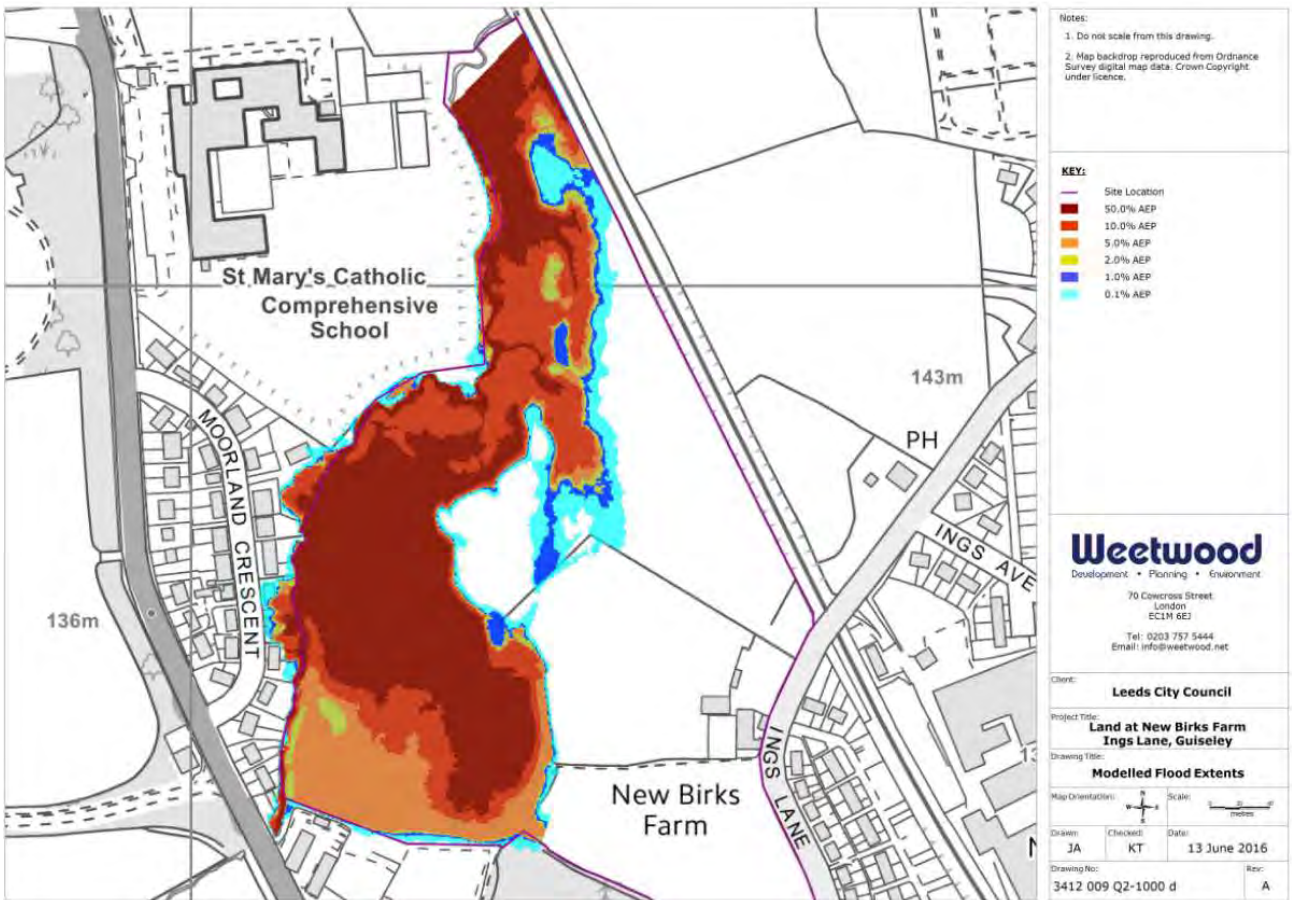 St Mary's Catholic
Comprehensive
School
MOORLAND CRESCENT
136m
143m
PH
INGS AVE
INGS LANE
New Birks
Farm
Notes:
1. Do not scale from this drawing.
2. Map backdrop reproduced from Ordnance
Survey digital map data. Crown Copyright
under licence.
KEY:
Site Location
50.0% AEP
10.0% AEP
5.0% AEP
2.0% AEP
1.0% AEP
0.1% AEP
Weetwood
Development • Planning • Environment
70 Cowcross Street
London
EC1M 6EJ
Tel: 0203 757 5444
Email: info@weetwood.net
Client:
Leeds City Council
Project Title:
Land at New Birks Farm
Ings Lane, Guiseley
Drawing Title:
Modelled Flood Extents
Map Orientation:
N
W
E
S
Scale:
metres
Drawn:
JA
Checked:
KT
Date:
13 June 2016
Drawing No:
3412 009 Q2-1000 d
Rev:
A